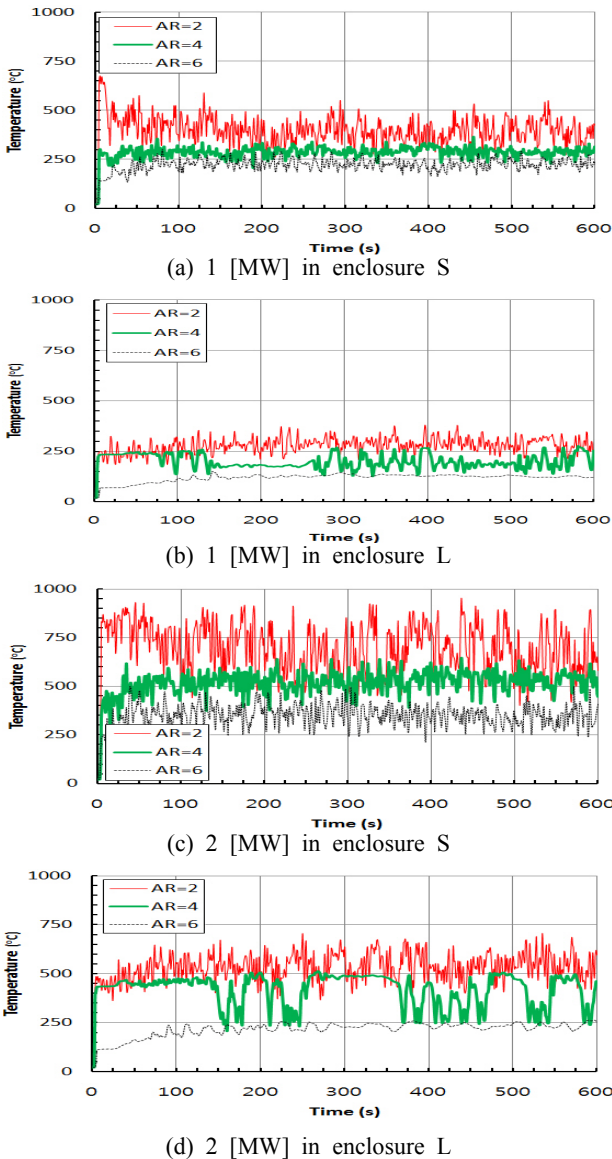 1000
AR=2
AR=4
AR=6
750
500
250
0
Temperature (ºC)
0 100 200 300 400 500 600
Time (s)
(a) 1 [MW] in enclosure S
1000
AR=2
AR=4
AR=6
750
500
250
0
Temperature (ºC)
0 100 200 300 400 500 600
Time (s)
(b) 1 [MW] in enclosure L
1000
750
500
250
0
AR=2
AR=4
AR=6
Temperature (ºC)
0 100 200 300 400 500 600
Time (s)
(c) 2 [MW] in enclosure S
1000
AR=2
AR=4
AR=6
750
500
250
0
Temperature (ºC)
0 100 200 300 400 500 600
Time (s)
(d) 2 [MW] in enclosure L